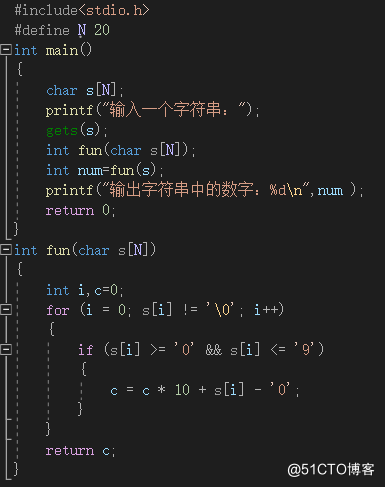 #include<stdio.h>
#define N 20
int main()
{
char s[N];
printf("输入一个字符串：");
gets(s);
int fun(char s[N]);
int num=fun(s);
printf("输出字符串中的数字：%d\n",num );
return 0;
}
int fun(char s[N])
{
int i,c=0;
for (i = 0; s[i] != '\0'; i++)
{
if (s[i] >= '0' && s[i] <= '9')
{
c = c * 10 + s[i] - '0';
}
}
return c;
}
@51CTO博客